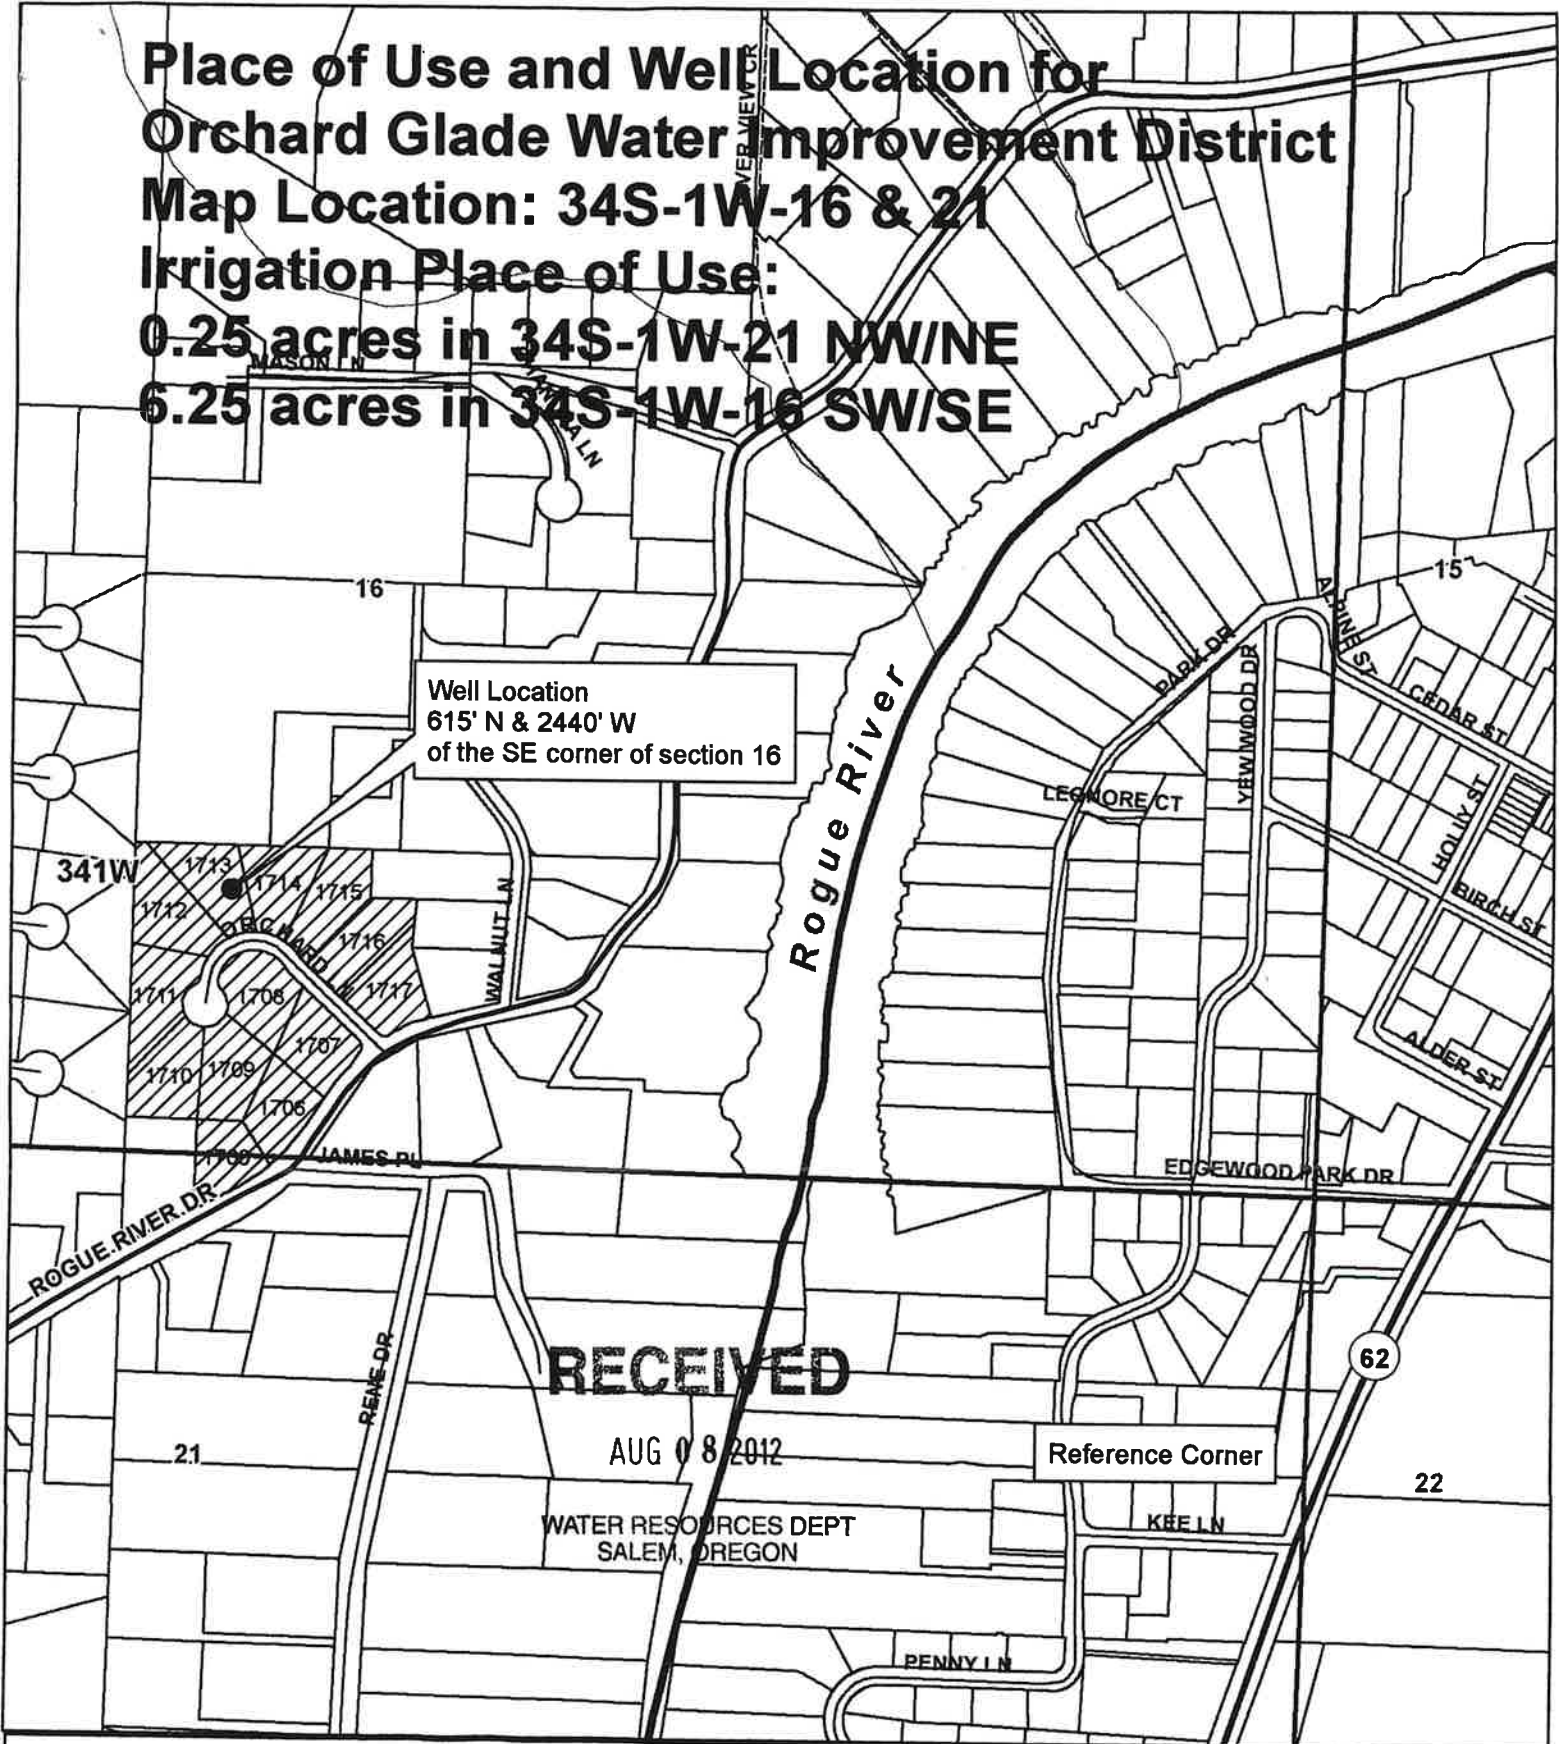 Place of Use and Well Location for
Orchard Glade Water Improvement District
Map Location: 34S-1W-16 & 21
Irrigation Place of Use:
0.25 acres in 34S-1W-21 NW/NE
6.25 acres in 34S-1W-16 SW/SE
MASON LN
LN
16
15
Well Location
615' N & 2440' W
of the SE corner of section 16
Rogue River
PARK DR
ALPINE ST
YEWWOOD DR
CEDAR ST
LEONORE CT
HOLLY ST
BIRCH ST
ALDER ST
341W
1713
1714
1715
1712
ORCHARD
1716
WALNUT LN
1711
1708
1717
1707
1710
1709
1706
JAMES PL
EDGEWOOD PARK DR
ROGUE RIVER DR
RENE DR
62
RECEIVED
AUG 08 2012
WATER RESOURCES DEPT
SALEM, OREGON
Reference Corner
21
22
KEE LN
PENNY LN